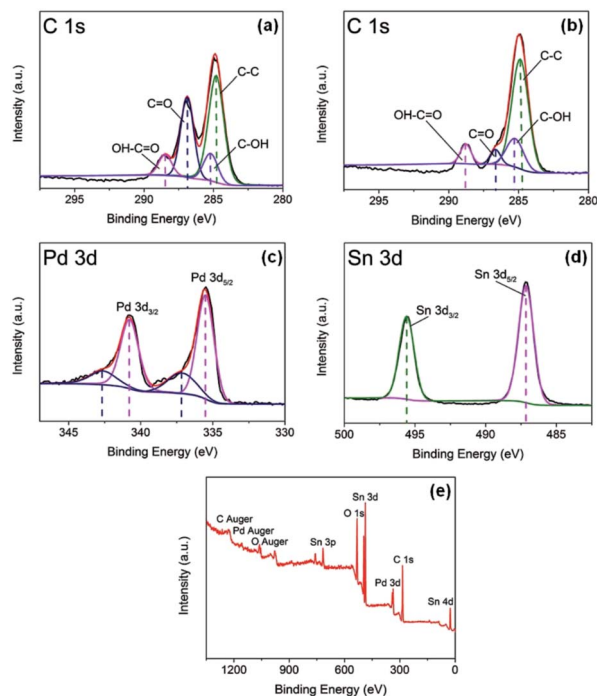 C 1s
(a)
C-C
C=O
OH-C=O
C-OH
Intensity (a.u.)
295 290 285 280
Binding Energy (eV)
C 1s
(b)
C-C
OH-C=O
C=O
C-OH
Intensity (a.u.)
295 290 285 280
Binding Energy (eV)
Pd 3d
(c)
Pd 3d5/2
Pd 3d3/2
Intensity (a.u.)
345 340 335 330
Binding Energy (eV)
Sn 3d
(d)
Sn 3d5/2
Sn 3d3/2
Intensity (a.u.)
500 495 490 485
Binding Energy (eV)
(e)
Sn 3d
O 1s
C Auger
Pd Auger
O Auger
Sn 3p
C 1s
Pd 3d
Sn 4d
Intensity (a.u.)
1200 900 600 300 0
Binding Energy (eV)